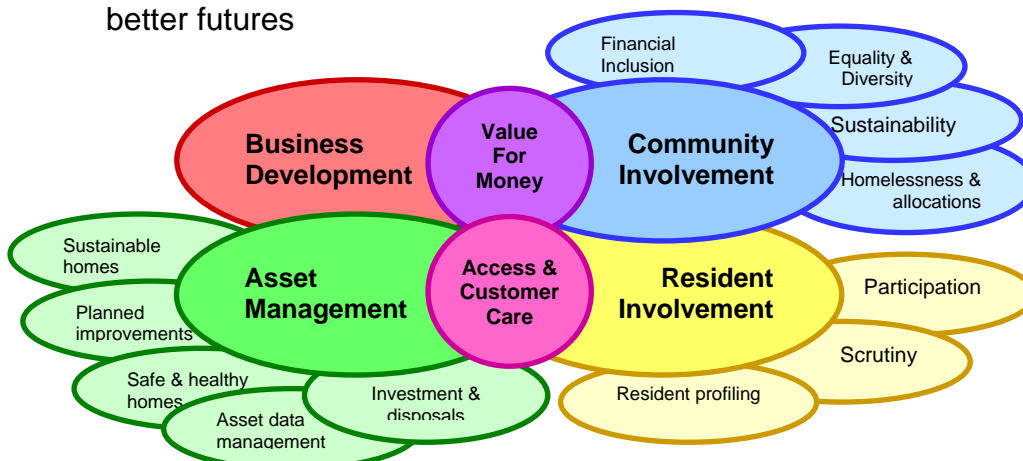 better futures
Financial
Inclusion
Equality &
Diversity
Sustainability
Homelessness &
allocations
Business
Development
Value
For
Money
Community
Involvement
Sustainable
homes
Planned
improvements
Safe & healthy
homes
Asset data
management
Investment &
disposals
Asset
Management
Access &
Customer
Care
Resident
Involvement
Participation
Scrutiny
Resident profiling